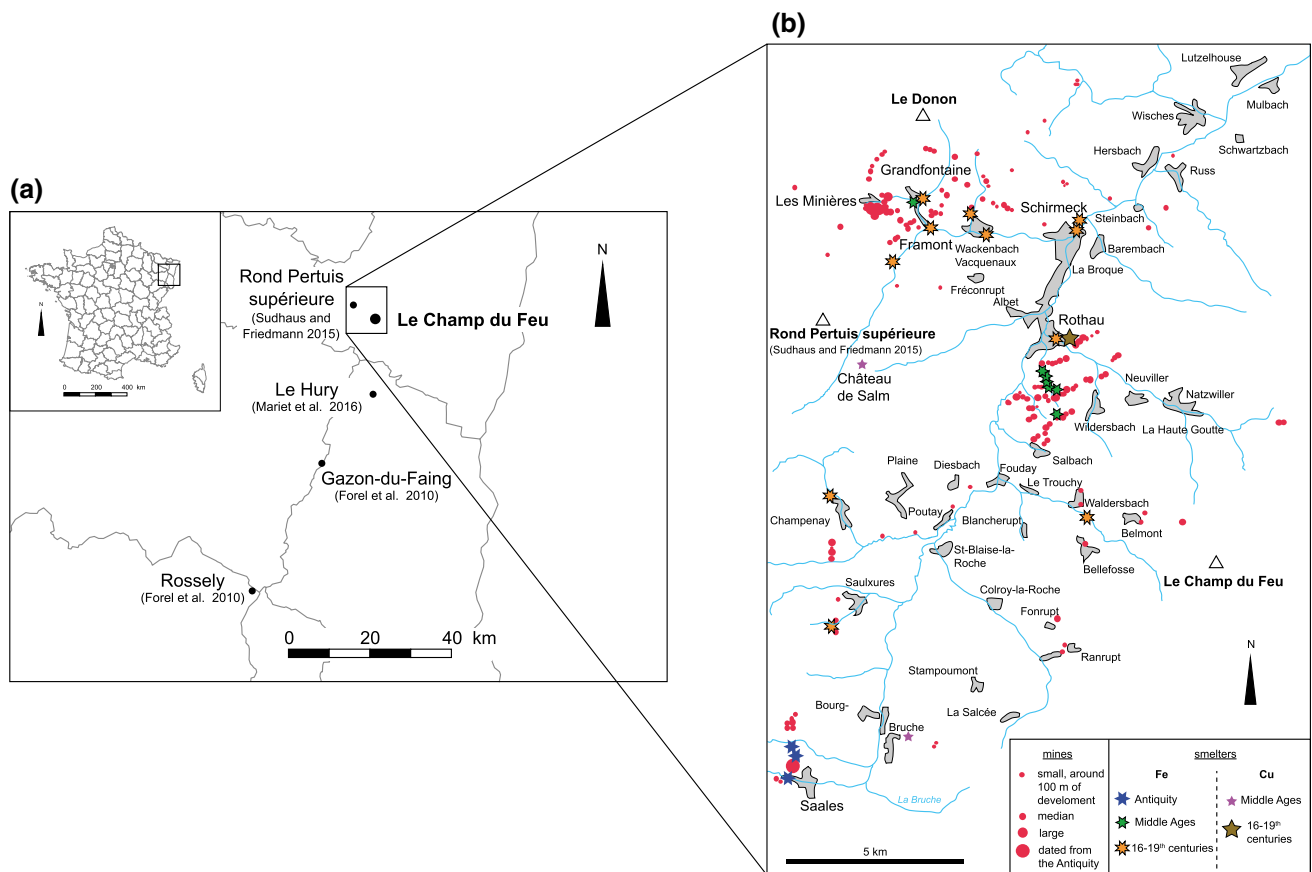 (a)
N
0 200 400 km
Rond Pertuis
supérieure
(Sudhaus and
Friedmann 2015)
Le Champ du Feu
N
Le Hury
(Mariet et al. 2016)
Gazon-du-Faing
(Forel et al. 2010)
Rossely
(Forel et al. 2010)
0 20 40 km
(b)
Lutzelhouse
Mulbach
Le Donon
Wisches
Schwartzbach
Hersbach
Russ
Grandfontaine
Les Minières
Schirmeck
Steinbach
Framont
Wackenbach
Vacquenaux
Barembach
La Broque
Fréconrupt
Albet
Rothau
Rond Pertuis supérieure
(Sudhaus and Friedmann 2015)
Château
de Salm
Neuviller
Natzwiller
Wildersbach
La Haute Goutte
Salbach
Plaine
Diesbach
Fouday
Le Trouchy
Waldersbach
Champenay
Poutay
Blancherupt
Belmont
St-Blaise-la-
Roche
Bellefosse
Le Champ du Feu
Saulxures
Colroy-la-Roche
Fonrupt
Ranrupt
Stampoumont
N
Bourg-
Bruche
La Salcée
Saales
La Bruche
5 km
mines
small, around
100 m of
develoment
median
large
dated from
the Antiquity
smelters
Fe
Antiquity
Middle Ages
16-19th centuries
Cu
Middle Ages
16-19th
centuries